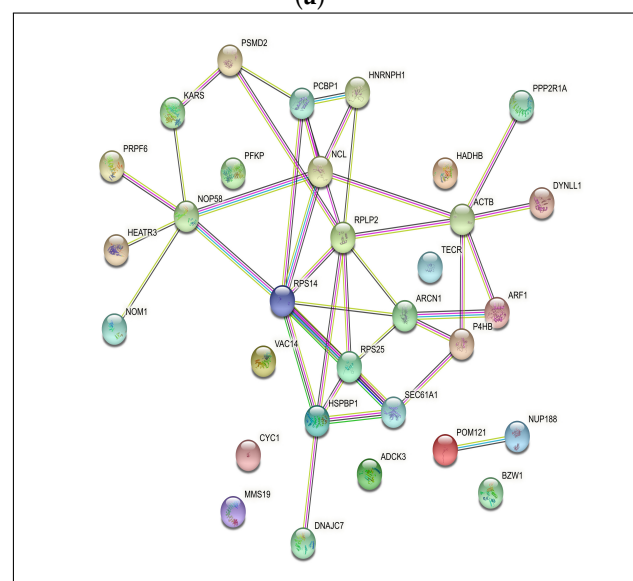 (a)
PSMD2
HNRNPH1
PCBP1
PPP2R1A
KARS
NCL
PRPF6
PFKP
HADHB
DYNLL1
NOP58
ACTB
RPLP2
HEATR3
TECR
RPS14
ARCN1
ARF1
NOM1
P4HB
VAC14
RPS25
SEC61A1
HSPBP1
NUP188
CYC1
POM121
ADCK3
BZW1
MMS19
DNAJC7